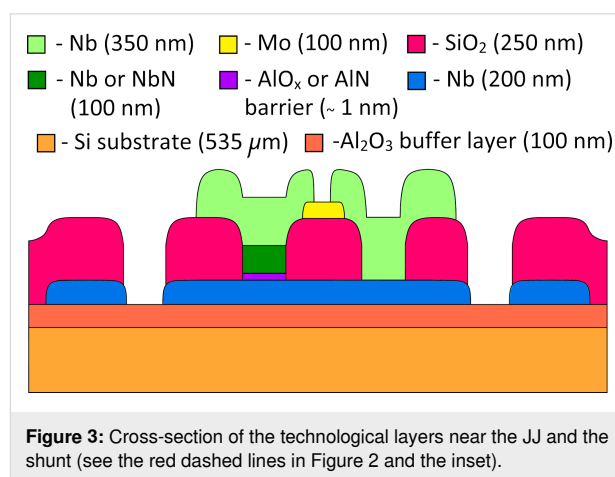 - Nb (350 nm) - Mo (100 nm) - SiO₂ (250 nm)
- Nb or NbN - AlOₓ or AlN - Nb (200 nm)
(100 nm) barrier (~ 1 nm)
- Si substrate (535 μm) -Al₂O₃ buffer layer (100 nm)
Figure 3: Cross-section of the technological layers near the JJ and the
shunt (see the red dashed lines in Figure 2 and the inset).